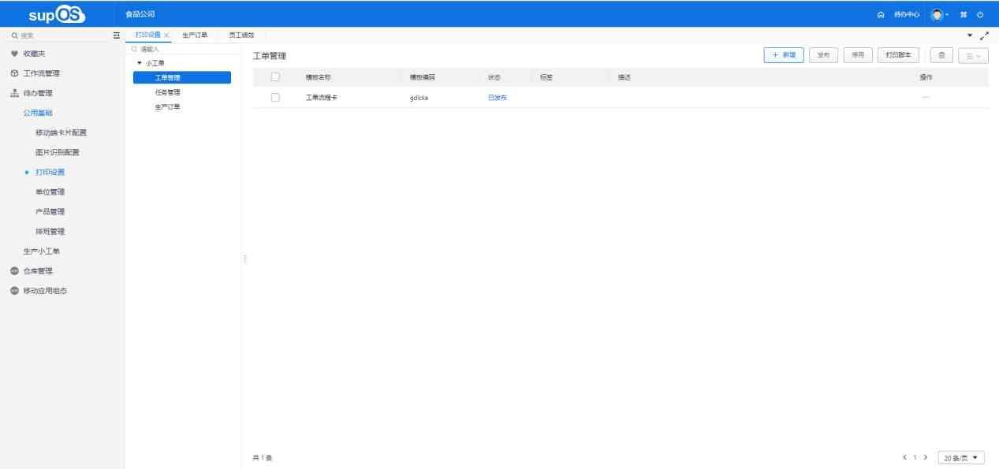 supOS 食品公司 待办中心
搜索 打印设置 生产订单 员工绩效
收藏夹
工作流管理
待办管理
公用基础
移动端卡片配置
图片识别配置
打印设置
单位管理
产品管理
排班管理
生产小工单
仓库管理
移动应用组态
请输入
小工单
工单管理
任务管理
生产订单
工单管理 + 新增 发布 停用 打印脚本
模板名称 模板编码 状态 标签 描述 操作
工单流程卡 gdlcka 已发布 ...
共 1 条 < 1 > 20 条/页